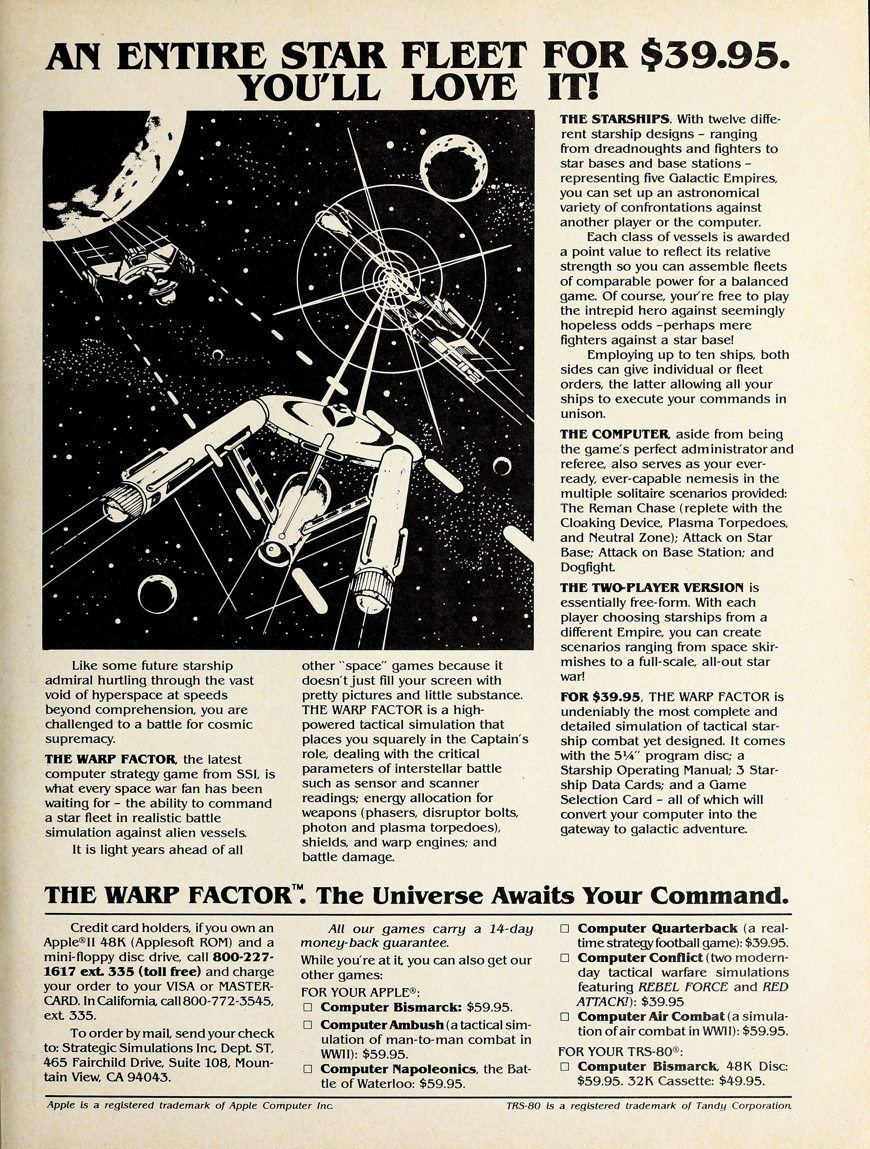 AN ENTIRE STAR FLEET FOR $39.95.
YOU'LL LOVE IT!
Like some future starship
admiral hurtling through the vast
void of hyperspace at speeds
beyond comprehension, you are
challenged to a battle for cosmic
supremacy.
THE WARP FACTOR, the latest
computer strategy game from SSI, is
what every space war fan has been
waiting for – the ability to command
a star fleet in realistic battle
simulation against alien vessels.
It is light years ahead of all
other "space" games because it
doesn't just fill your screen with
pretty pictures and little substance.
THE WARP FACTOR is a high-
powered tactical simulation that
places you squarely in the Captain's
role, dealing with the critical
parameters of interstellar battle
such as sensor and scanner
readings; energy allocation for
weapons (phasers, disruptor bolts,
photon and plasma torpedoes),
shields, and warp engines; and
battle damage.
THE STARSHIPS. With twelve diffe-
rent starship designs – ranging
from dreadnoughts and fighters to
star bases and base stations –
representing five Galactic Empires,
you can set up an astronomical
variety of confrontations against
another player or the computer.
Each class of vessels is awarded
a point value to reflect its relative
strength so you can assemble fleets
of comparable power for a balanced
game. Of course, your're free to play
the intrepid hero against seemingly
hopeless odds –perhaps mere
fighters against a star base!
Employing up to ten ships, both
sides can give individual or fleet
orders, the latter allowing all your
ships to execute your commands in
unison.
THE COMPUTER, aside from being
the game's perfect administrator and
referee, also serves as your ever-
ready, ever-capable nemesis in the
multiple solitaire scenarios provided:
The Reman Chase (replete with the
Cloaking Device, Plasma Torpedoes,
and Neutral Zone); Attack on Star
Base; Attack on Base Station; and
Dogfight.
THE TWO-PLAYER VERSION is
essentially free-form. With each
player choosing starships from a
different Empire, you can create
scenarios ranging from space skir-
mishes to a full-scale, all-out star
war!
FOR $39.95, THE WARP FACTOR is
undeniably the most complete and
detailed simulation of tactical star-
ship combat yet designed. It comes
with the 5¼" program disc; a
Starship Operating Manual; 3 Star-
ship Data Cards; and a Game
Selection Card – all of which will
convert your computer into the
gateway to galactic adventure.
THE WARP FACTOR™. The Universe Awaits Your Command.
Credit card holders, if you own an
Apple®II 48K (Applesoft ROM) and a
mini-floppy disc drive, call 800-227-
1617 ext. 335 (toll free) and charge
your order to your VISA or MASTER-
CARD. In California, call 800-772-3545,
ext. 335.
To order by mail, send your check
to: Strategic Simulations Inc, Dept. ST,
465 Fairchild Drive, Suite 108, Moun-
tain View, CA 94043.
All our games carry a 14-day
money-back guarantee.
While you're at it, you can also get our
other games:
FOR YOUR APPLE®:
☐ Computer Bismarck: $59.95.
☐ Computer Ambush (a tactical sim-
ulation of man-to-man combat in
WWII): $59.95.
☐ Computer Napoleonics, the Bat-
tle of Waterloo: $59.95.
☐ Computer Quarterback (a real-
time strategy football game): $39.95.
☐ Computer Conflict (two modern-
day tactical warfare simulations
featuring REBEL FORCE and RED
ATTACK!): $39.95
☐ Computer Air Combat (a simula-
tion of air combat in WWII): $59.95.
FOR YOUR TRS-80®:
☐ Computer Bismarck, 48K Disc:
$59.95. 32K Cassette: $49.95.
Apple is a registered trademark of Apple Computer Inc.
TRS-80 is a registered trademark of Tandy Corporation.